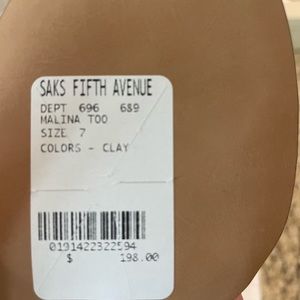 SAKS FIFTH AVENUE
DEPT 696 689
MALINA TOO
SIZE 7
COLORS - CLAY
0191422322594
$ 198.00